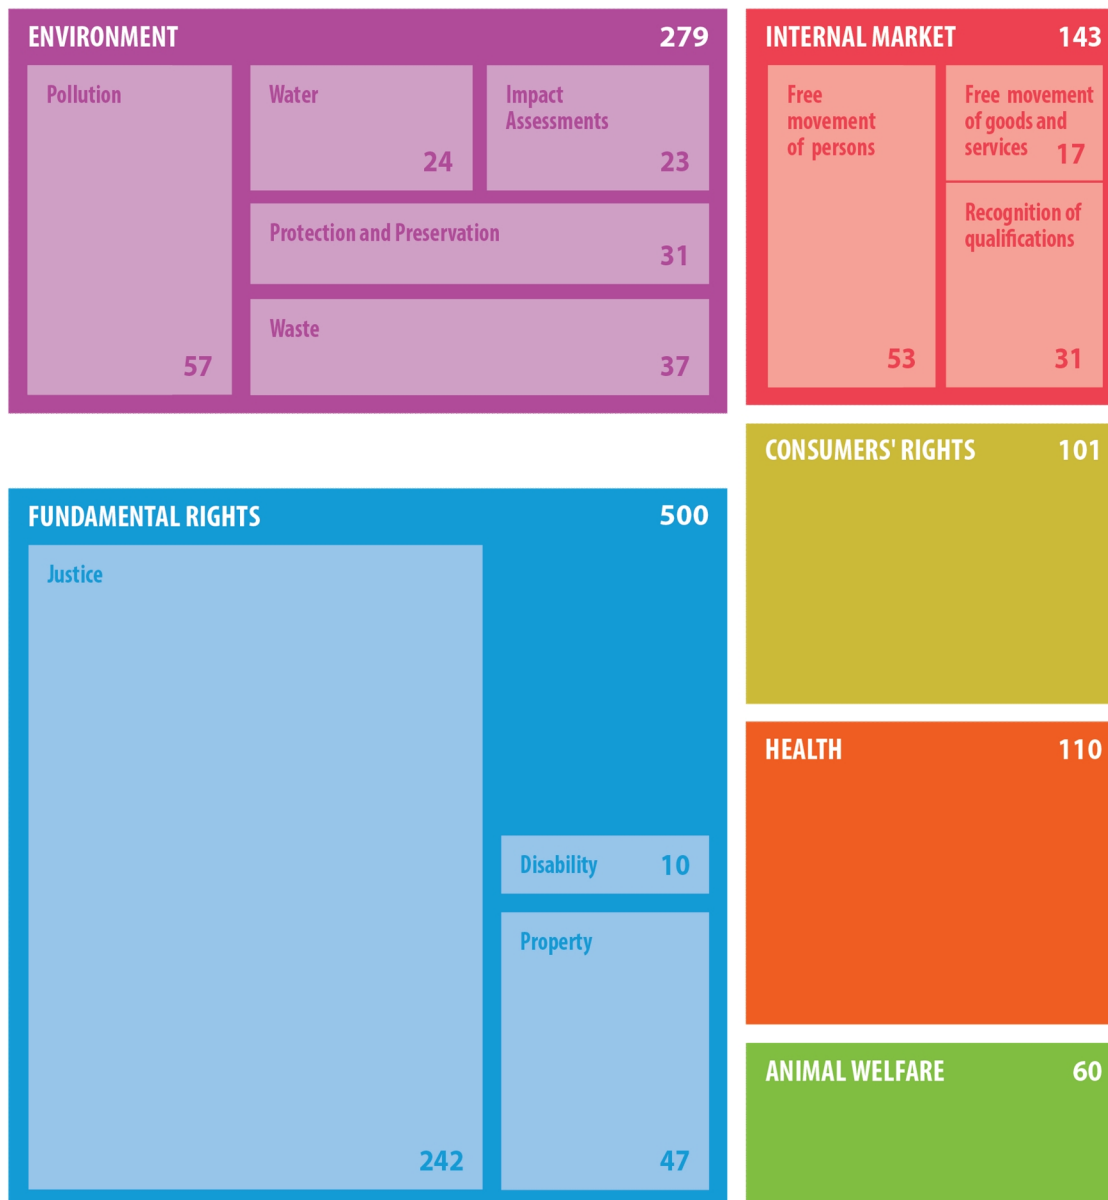 ENVIRONMENT 279
Pollution
57
Water
24
Impact
Assessments
23
Protection and Preservation
31
Waste
37
INTERNAL MARKET 143
Free
movement
of persons
53
Free movement
of goods and
services 17
Recognition of
qualifications
31
CONSUMERS' RIGHTS 101
FUNDAMENTAL RIGHTS 500
Justice
242
Disability 10
Property
47
HEALTH 110
ANIMAL WELFARE 60